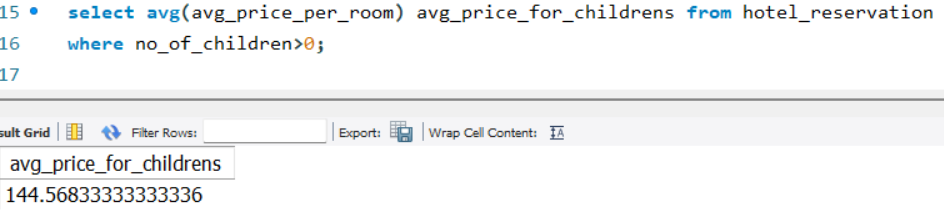 15 select avg(avg_price_per_room) avg_price_for_childrens from hotel_reservation
16 where no_of_children>0;
17
sult Grid Filter Rows: Export: Wrap Cell Content: IA
avg_price_for_childrens
144.56833333333336